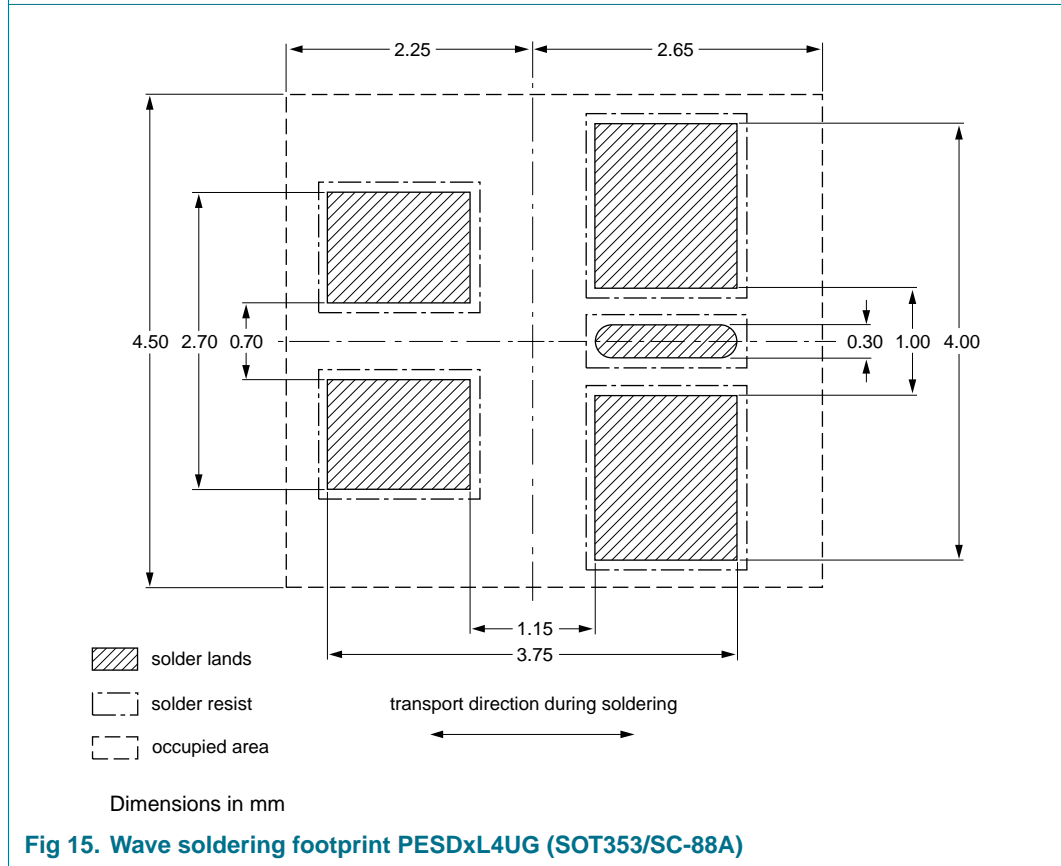 2.25 2.65
4.50 2.70 0.70 0.30 1.00 4.00
1.15
3.75
solder lands
solder resist
occupied area
transport direction during soldering
Dimensions in mm
Fig 15. Wave soldering footprint PESDxL4UG (SOT353/SC-88A)